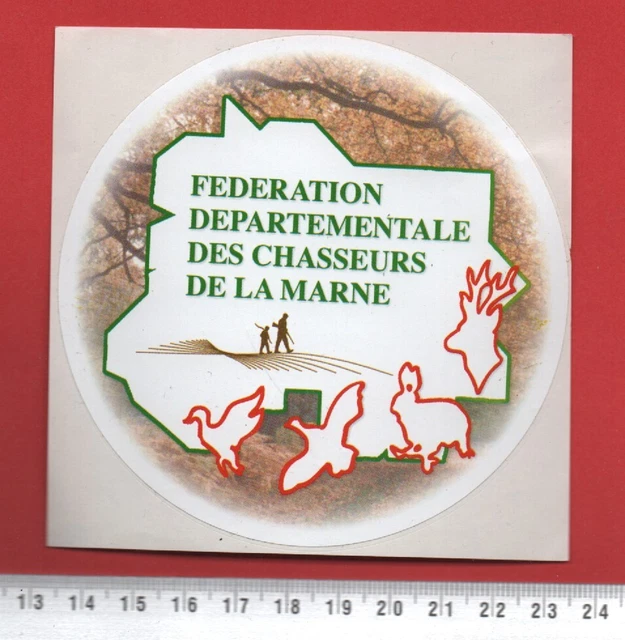 FEDERATION
DEPARTEMENTALE
DES CHASSEURS
DE LA MARNE
13 14 15 16 17 18 19 20 21 22 23 24